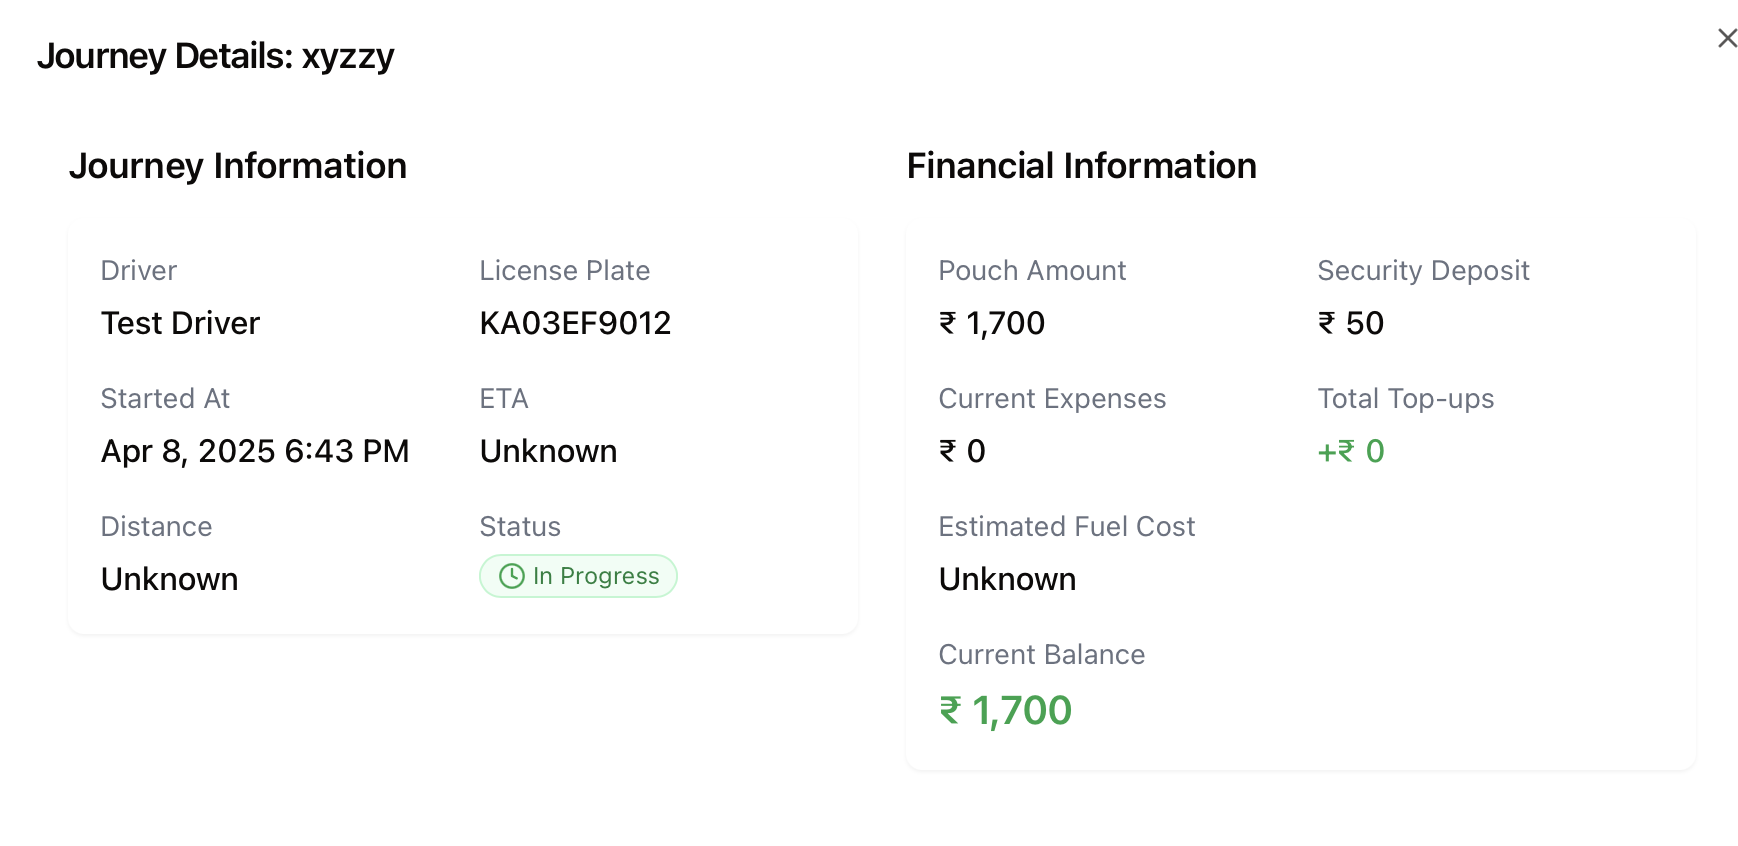 Journey Details: xyzzy
Journey Information
Driver
Test Driver
License Plate
KA03EF9012
Started At
Apr 8, 2025 6:43 PM
ETA
Unknown
Distance
Unknown
Status
In Progress
Financial Information
Pouch Amount
₹ 1,700
Security Deposit
₹ 50
Current Expenses
₹ 0
Total Top-ups
+₹ 0
Estimated Fuel Cost
Unknown
Current Balance
₹ 1,700